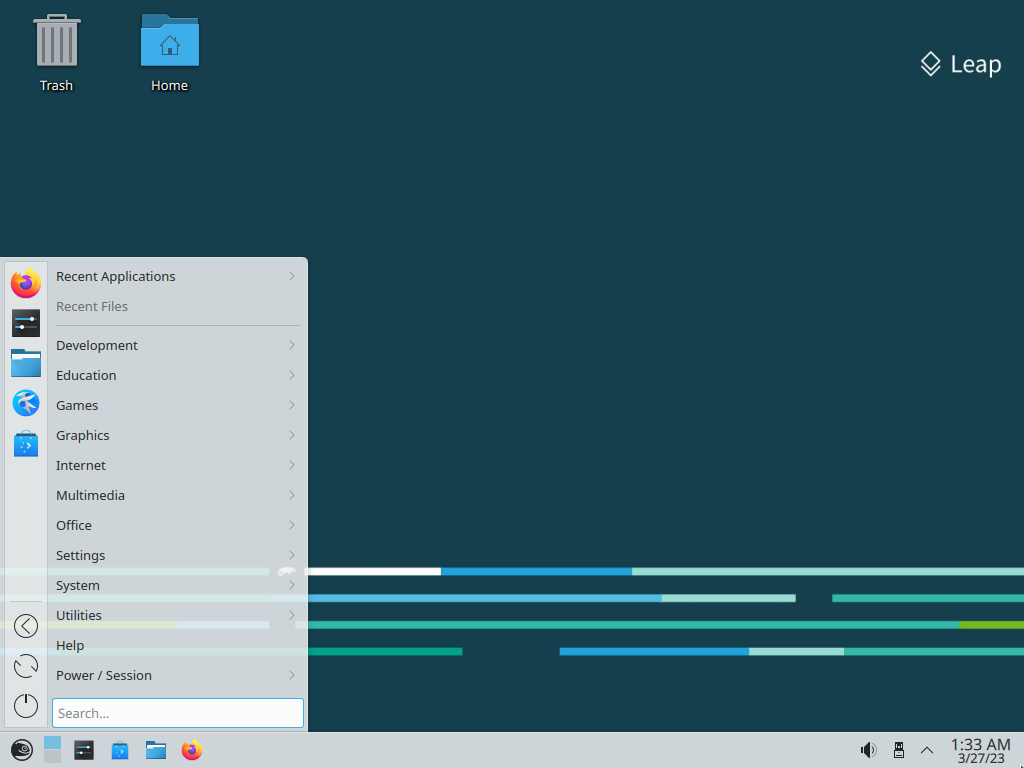 Trash
Home
Leap
Recent Applications
Recent Files
Development
Education
Games
Graphics
Internet
Multimedia
Office
Settings
System
Utilities
Help
Power / Session
Search...
1:33 AM
3/27/23